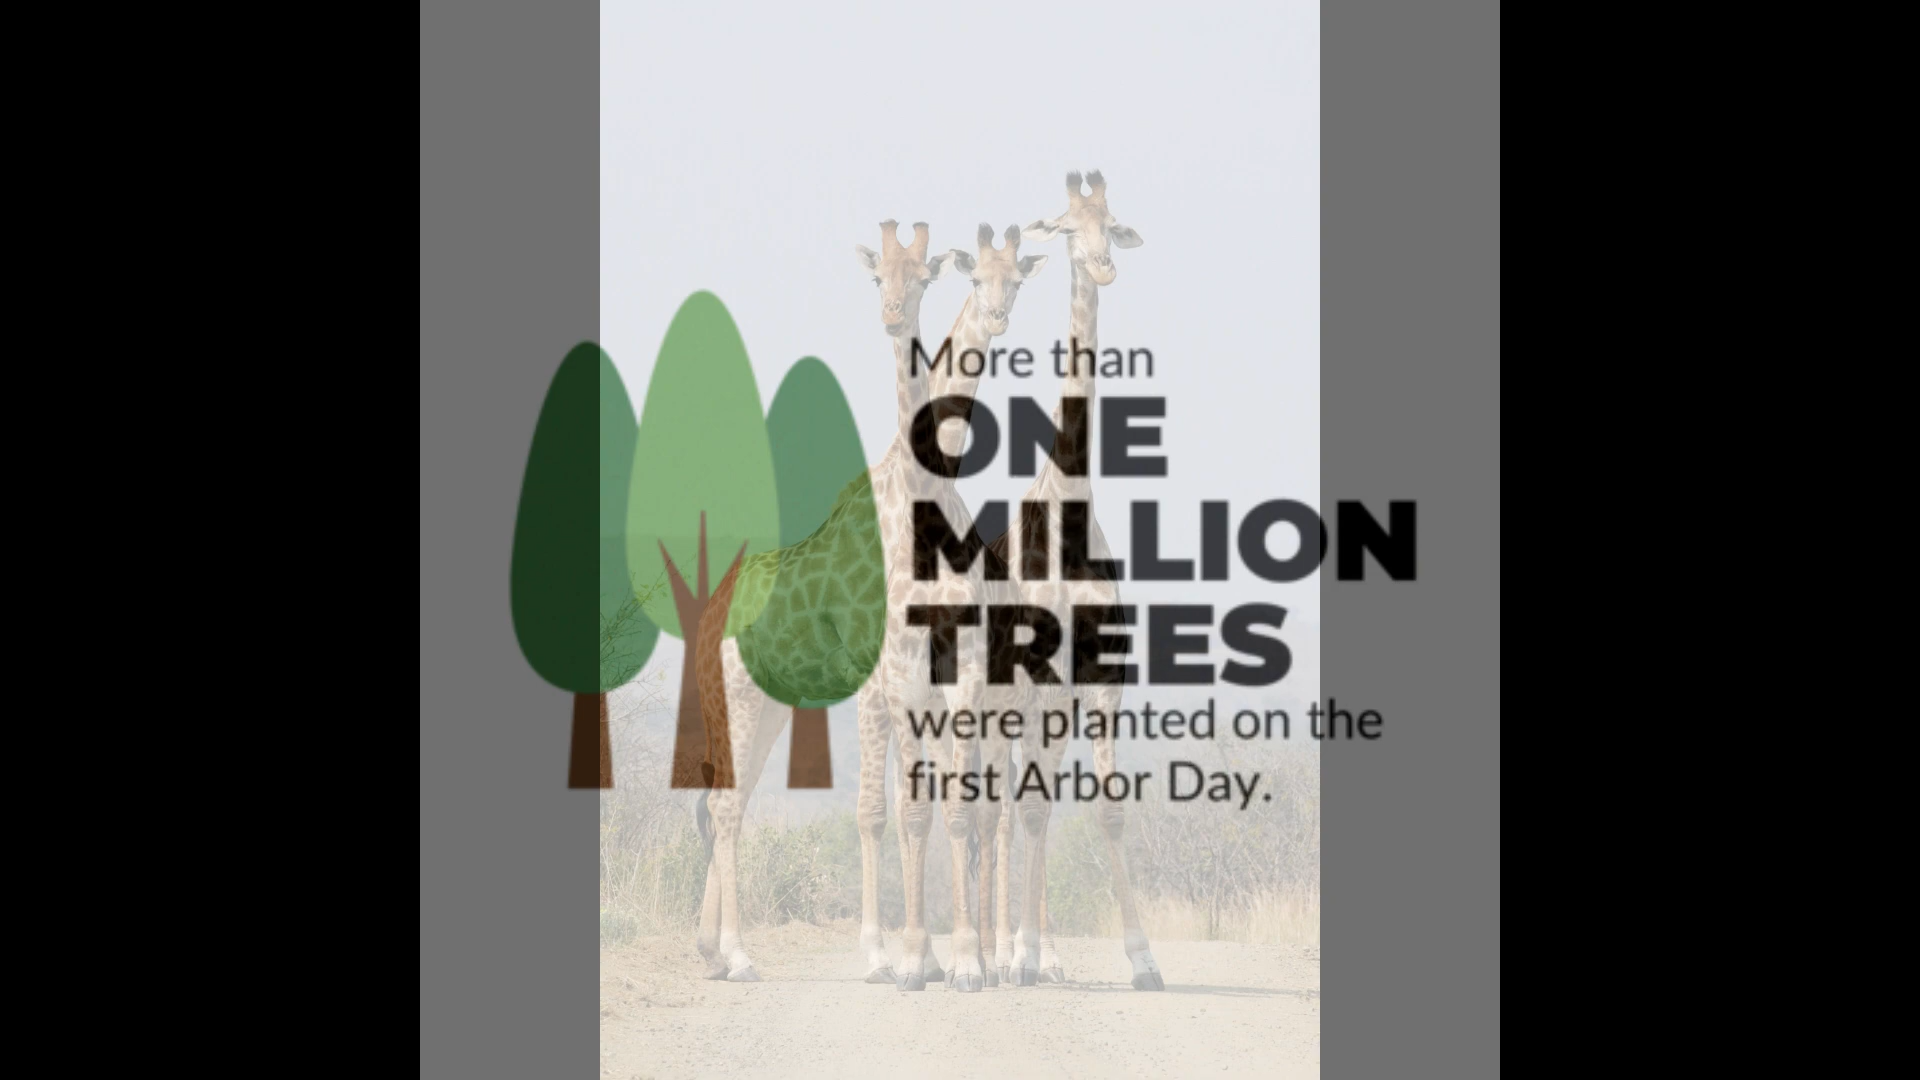 More than
ONE
MILLION
TREES
were planted on the
first Arbor Day.